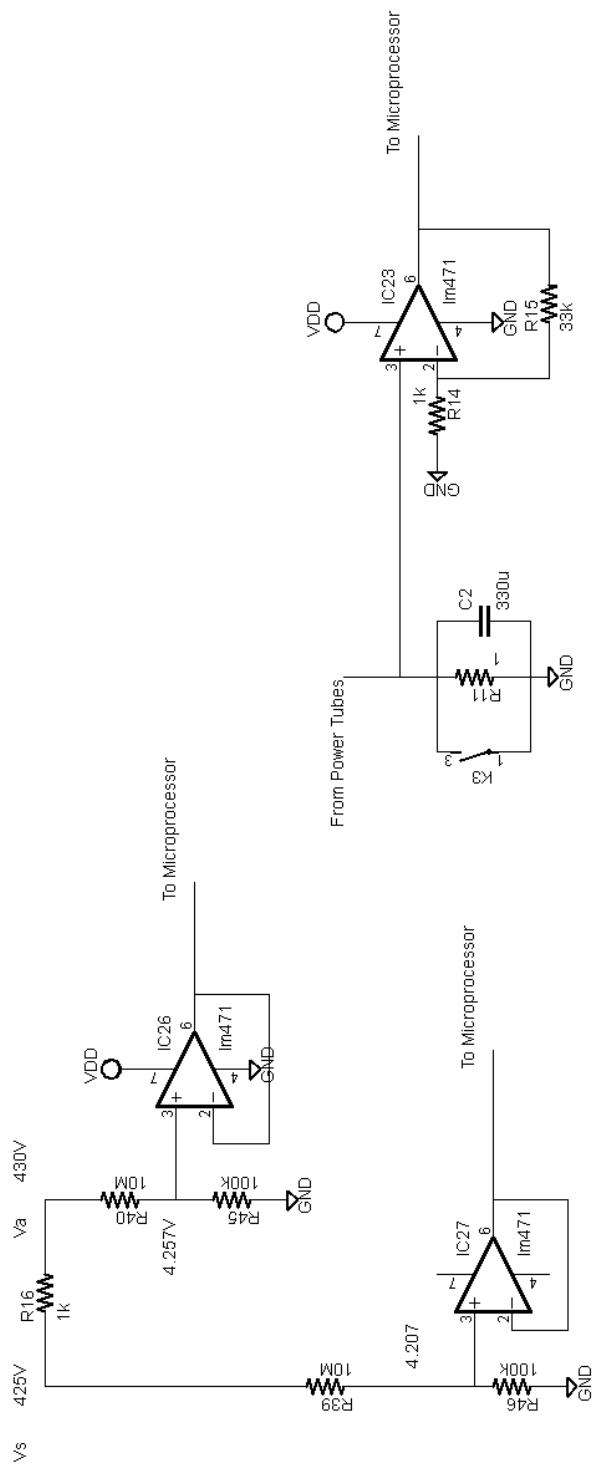 Vs 425V Va 430V
R16
1k
R40
10M
4.257V
R45
100k
GND
VDD
IC26
7
3
+
2
−
6
4
lm471
GND
To Microprocessor
R39
10M
4.207
R46
100k
GND
IC27
7
3
+
2
−
6
4
lm471
To Microprocessor
From Power Tubes
K3
3
1
R11
1
C2
330u
GND
GND
R14
1k
VDD
IC23
7
3
+
2
−
6
4
lm471
GND
R15
33k
To Microprocessor